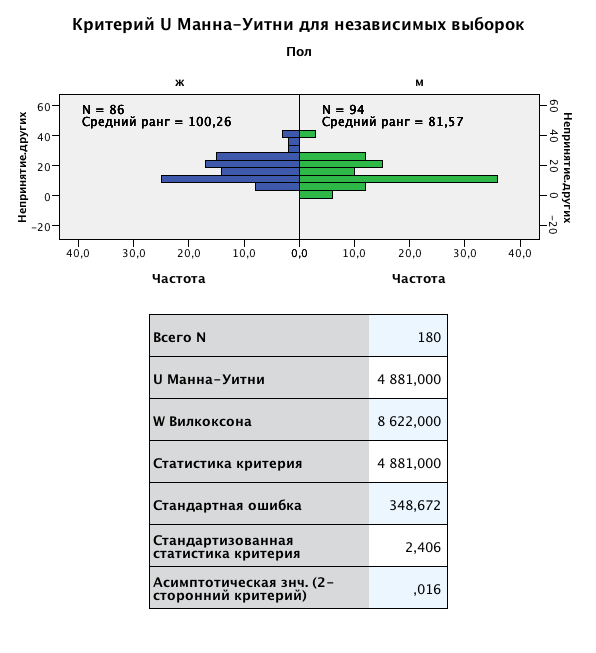 Критерий U Манна-Уитни для независимых выборок
Пол
ж м
N = 86
Средний ранг = 100,26
N = 94
Средний ранг = 81,57
Непринятие.других
60
40
20
0
-20
60
40
20
0
-20
Непринятие.других
40,0 30,0 20,0 10,0 0,0 10,0 20,0 30,0 40,0
Частота Частота
Всего N 180
U Манна-Уитни 4 881,000
W Вилкоксона 8 622,000
Статистика критерия 4 881,000
Стандартная ошибка 348,672
Стандартизованная
статистика критерия 2,406
Асимптотическая знч. (2-
сторонний критерий) ,016